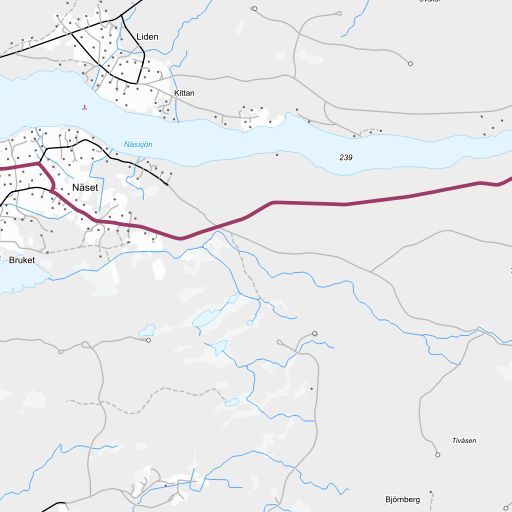 Liden
Kittan
Nässjön
239
Näset
Bruket
Tivåsen
Björnberg